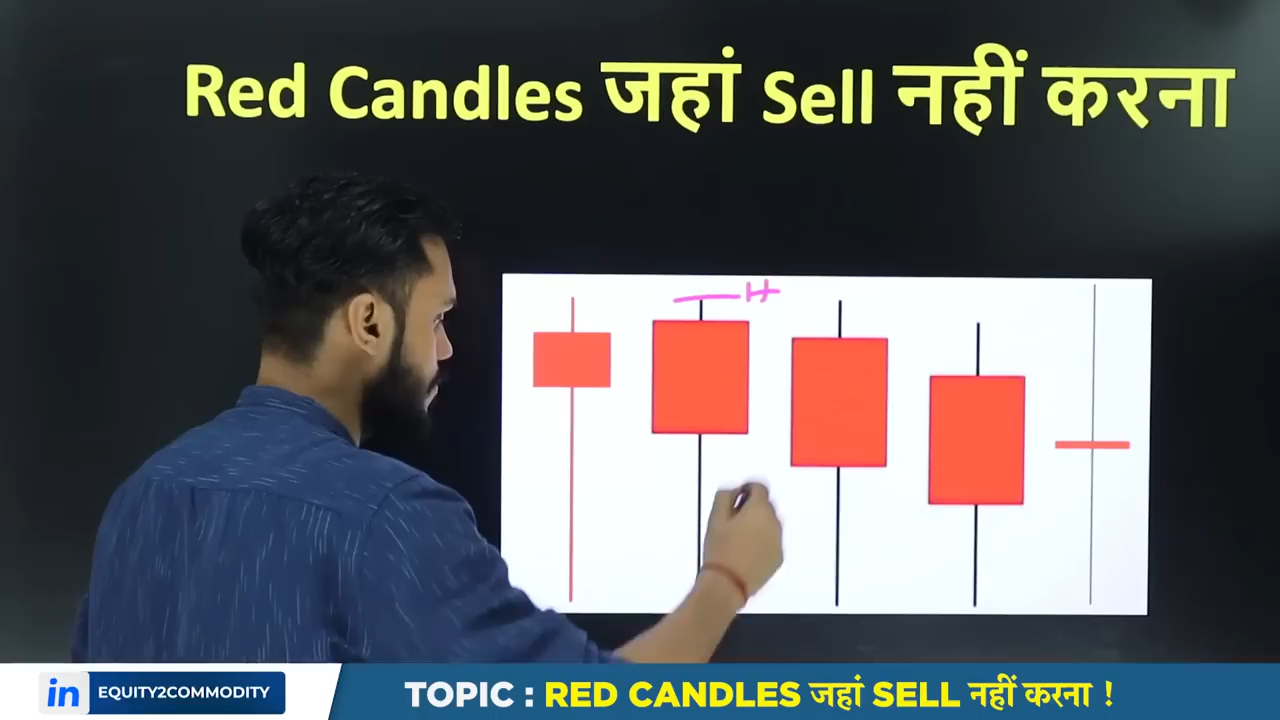 Red Candles जहां Sell नहीं करना
H
in EQUITY2COMMODITY
TOPIC : RED CANDLES जहां SELL नहीं करना !